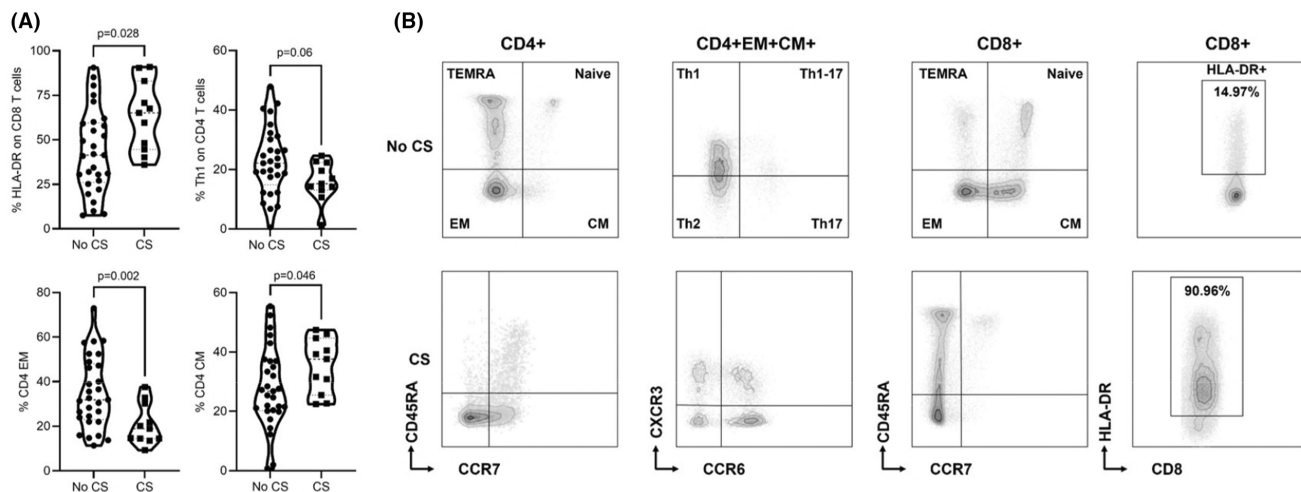 (A)
p=0.028
100
75
50
25
0
% HLA-DR on CD8 T cells
No CS
CS
p=0.06
60
40
20
0
% Th1 on CD4 T cells
No CS
CS
p=0.002
80
60
40
20
0
% CD4 EM
No CS
CS
p=0.046
80
60
40
20
0
% CD4 CM
No CS
CS
(B)
CD4+
CD4+EM+CM+
CD8+
CD8+
No CS
TEMRA
Naive
EM
CM
Th1
Th1-17
Th2
Th17
TEMRA
Naive
EM
CM
HLA-DR+
14.97%
CS
CD45RA
CCR7
CXCR3
CCR6
CD45RA
CCR7
90.96%
HLA-DR
CD8